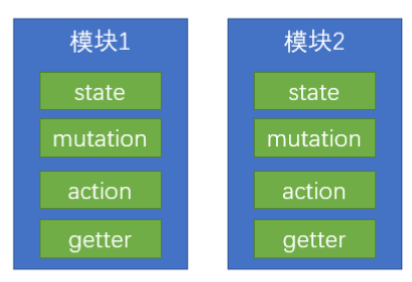 模块1
state
mutation
action
getter
模块2
state
mutation
action
getter